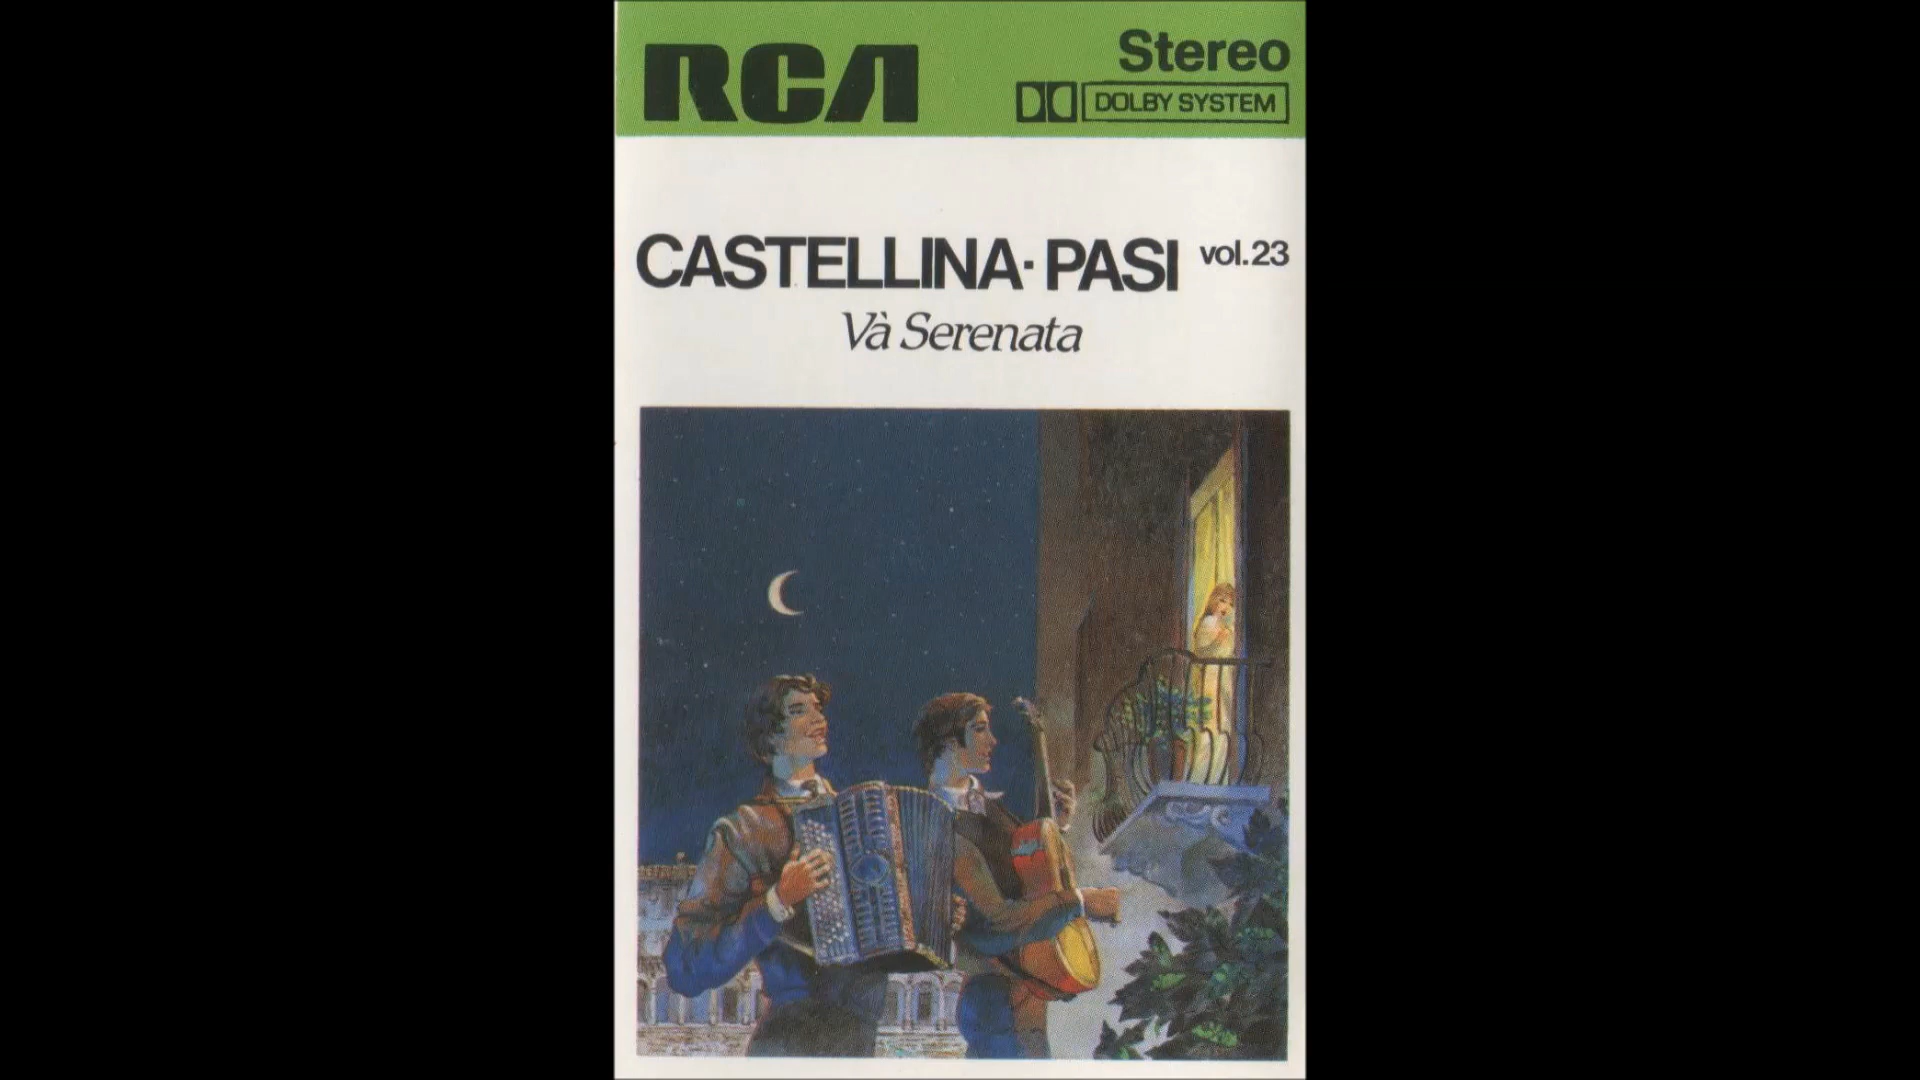 RCA
Stereo
DOLBY SYSTEM
CASTELLINA·PASI vol.23
Và Serenata